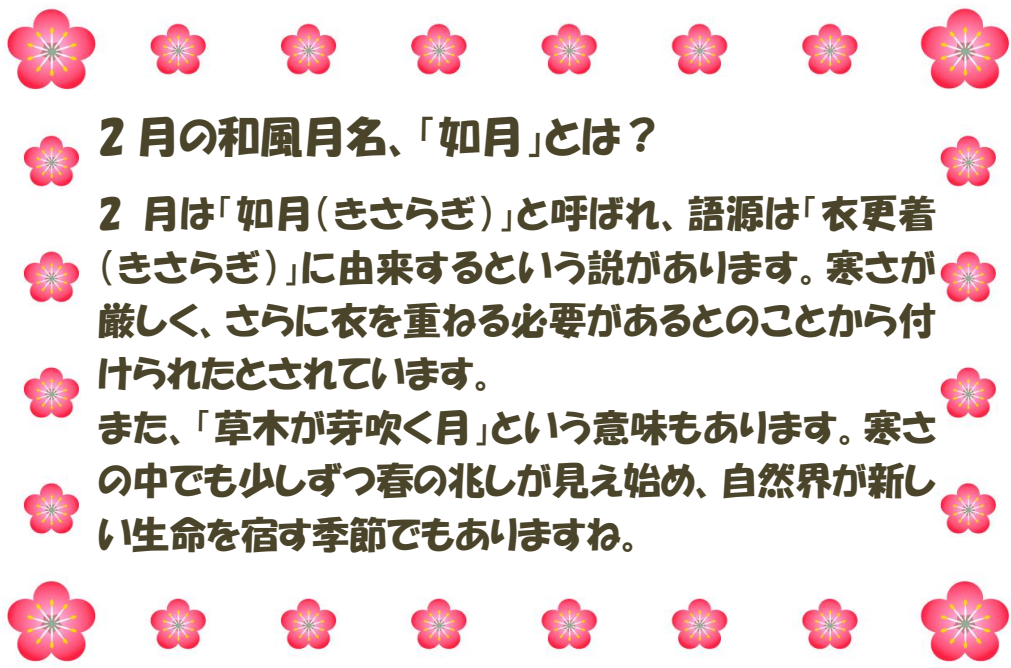 2月の和風月名、「如月」とは？
2 月は「如月(きさらぎ)」と呼ばれ、語源は「衣更着
(きさらぎ)」に由来するという説があります。寒さが
厳しく、さらに衣を重ねる必要があるとのことから付
けられたとされています。
また、「草木が芽吹く月」という意味もあります。寒さ
の中でも少しずつ春の兆しが見え始め、自然界が新し
い生命を宿す季節でもありますね。